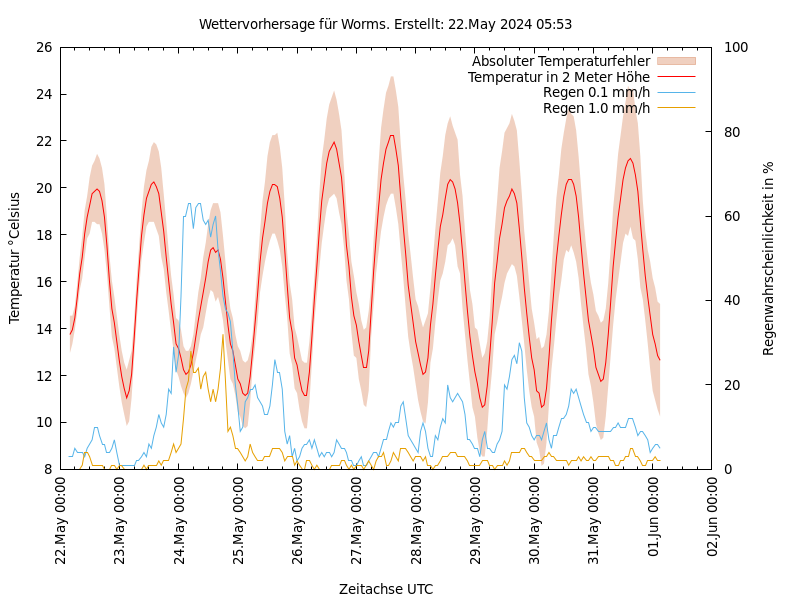 Wettervorhersage für Worms. Erstellt: 22.May 2024 05:53
Absoluter Temperaturfehler
Temperatur in 2 Meter Höhe
Regen 0.1 mm/h
Regen 1.0 mm/h
Temperatur °Celsius
26
24
22
20
18
16
14
12
10
8
Regenwahrscheinlichkeit in %
100
80
60
40
20
0
22.May 00:00
23.May 00:00
24.May 00:00
25.May 00:00
26.May 00:00
27.May 00:00
28.May 00:00
29.May 00:00
30.May 00:00
31.May 00:00
01.Jun 00:00
02.Jun 00:00
Zeitachse UTC